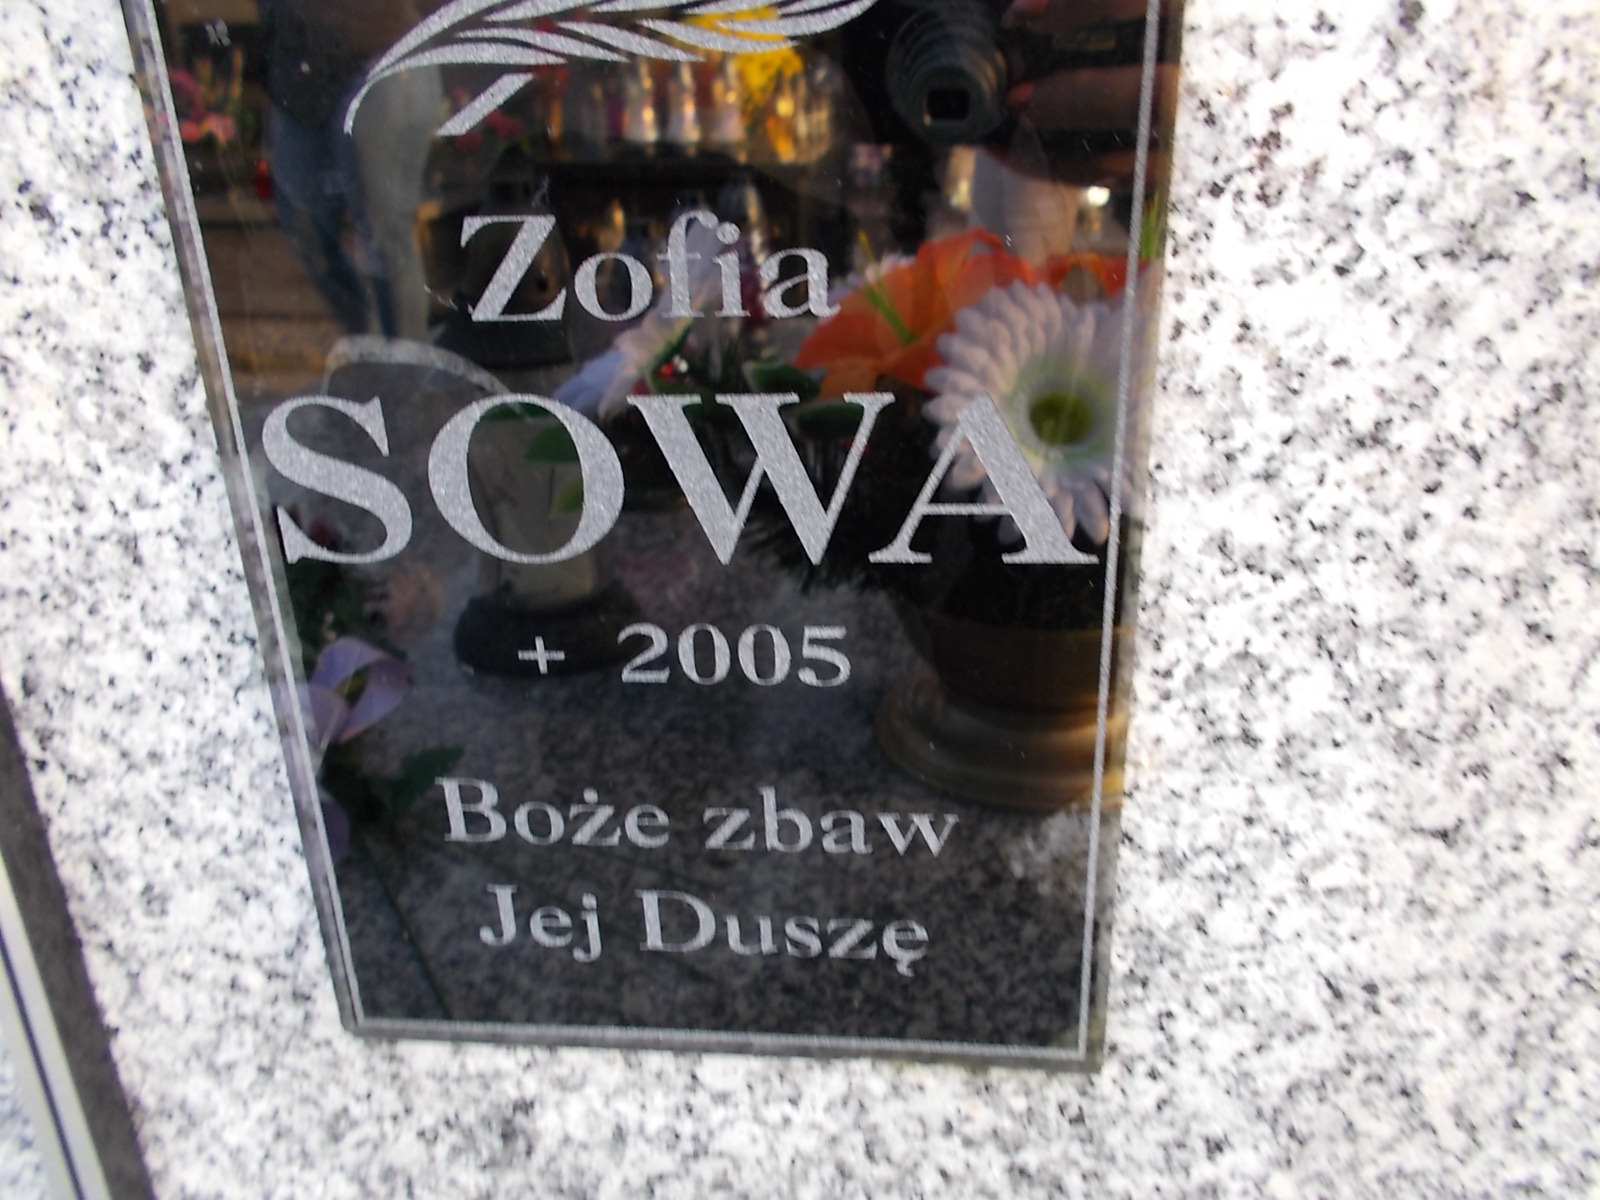 Zofia
SOWA
+ 2005
Boże zbaw
Jej Duszę